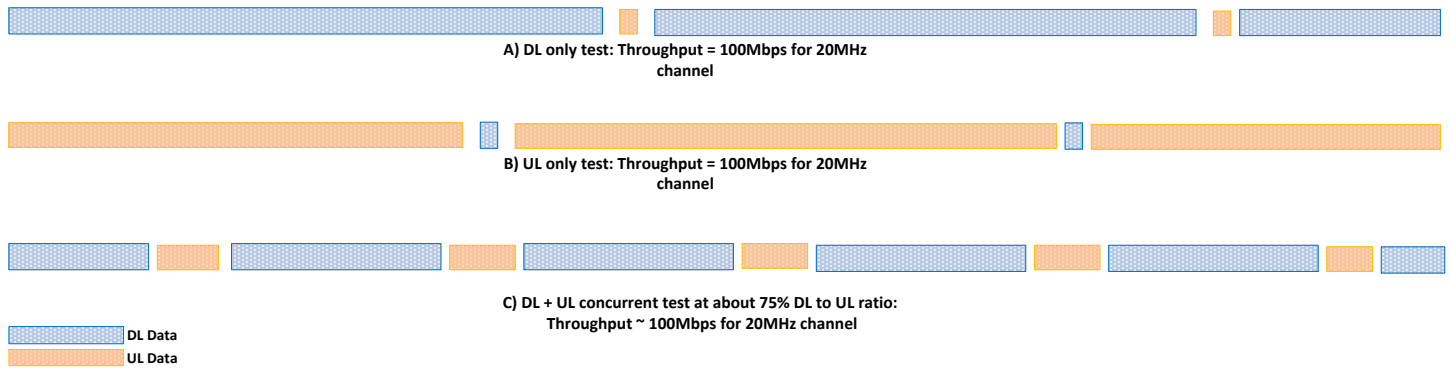 A) DL only test: Throughput = 100Mbps for 20MHz
channel
B) UL only test: Throughput = 100Mbps for 20MHz
channel
C) DL + UL concurrent test at about 75% DL to UL ratio:
Throughput ~ 100Mbps for 20MHz channel
DL Data
UL Data